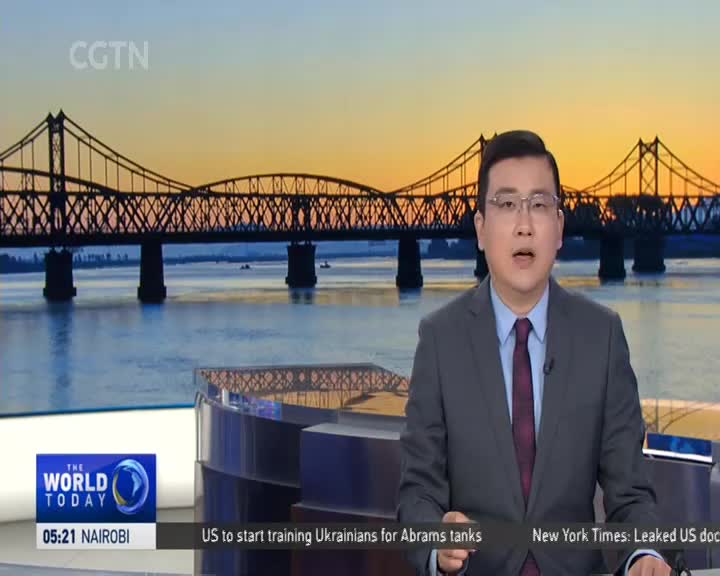 CGTN
THE
WORLD
TODAY
05:21 NAIROBI
US to start training Ukrainians for Abrams tanks
New York Times: Leaked US doc